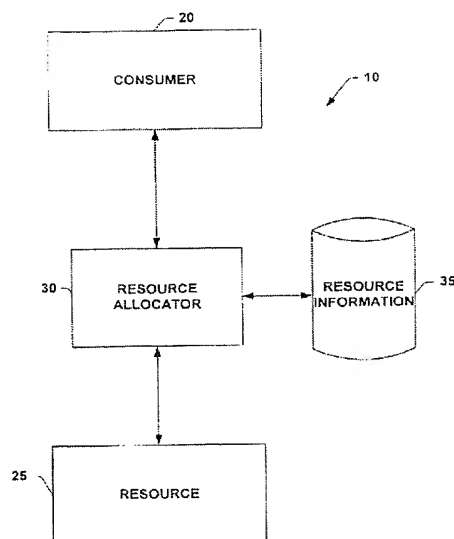 20
CONSUMER
10
30
RESOURCE
ALLOCATOR
RESOURCE
INFORMATION
35
25
RESOURCE